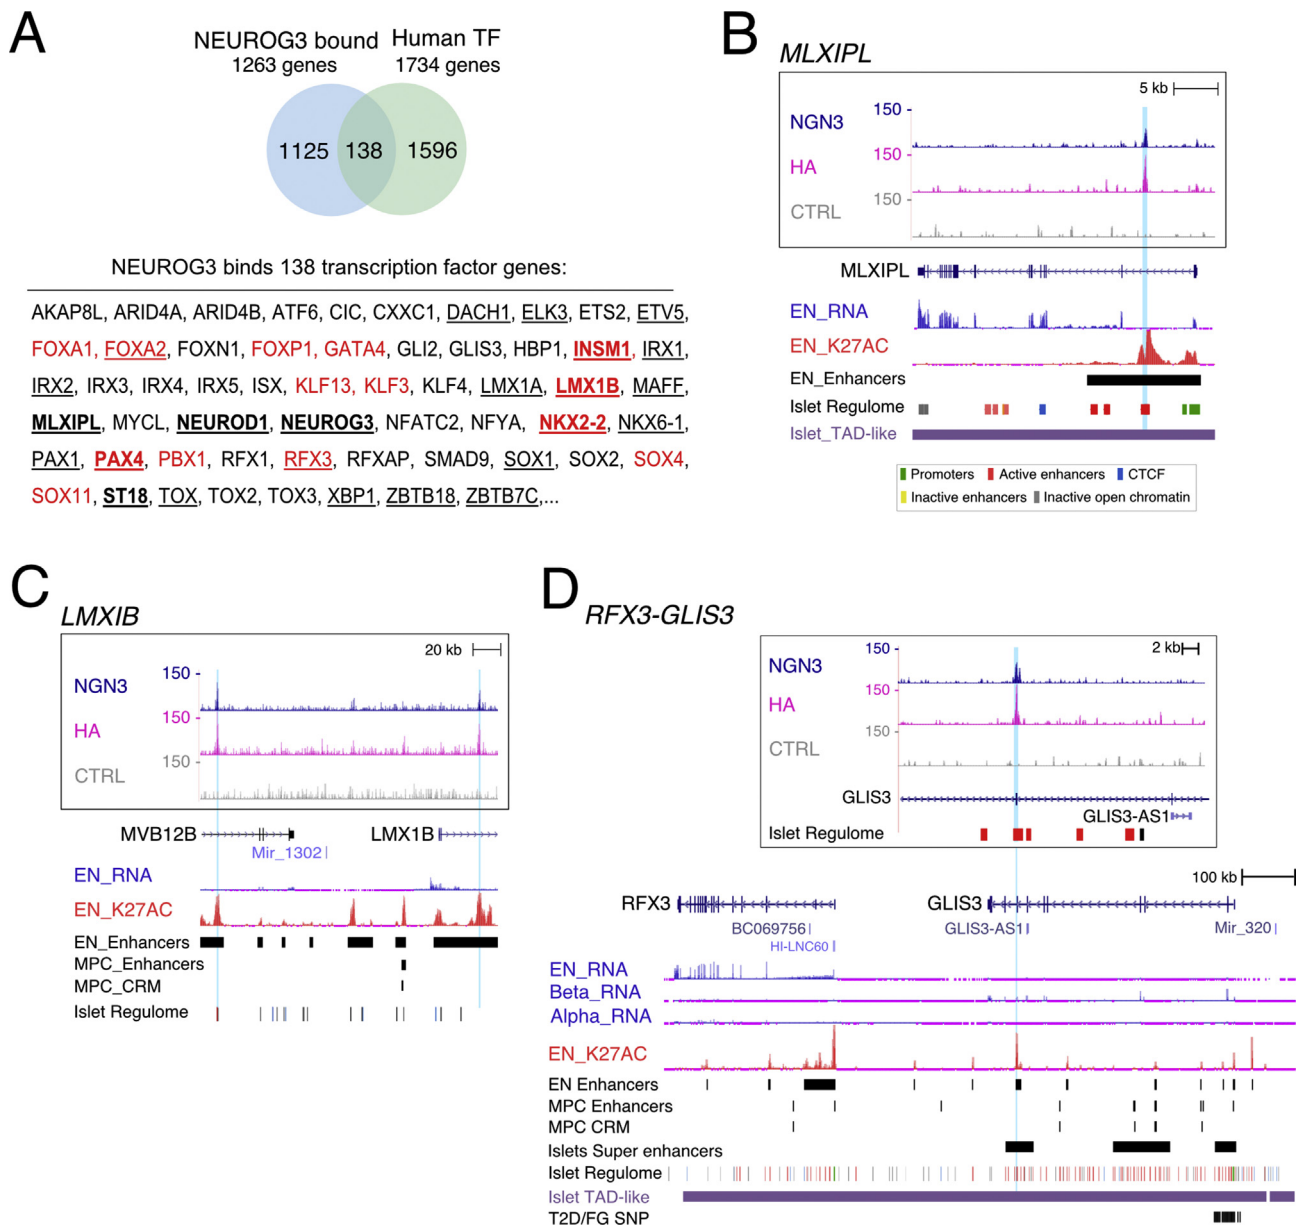 A
NEUROG3 bound
1263 genes
Human TF
1734 genes
1125 138 1596
NEUROG3 binds 138 transcription factor genes:
AKAP8L, ARID4A, ARID4B, ATF6, CIC, CXXC1, DACH1, ELK3, ETS2, ETV5,
FOXA1, FOXA2, FOXN1, FOXP1, GATA4, GLI2, GLIS3, HBP1, INSM1, IRX1,
IRX2, IRX3, IRX4, IRX5, ISX, KLF13, KLF3, KLF4, LMX1A, LMX1B, MAFF,
MLXIPL, MYCL, NEUROD1, NEUROG3, NFATC2, NFYA, NKX2-2, NKX6-1,
PAX1, PAX4, PBX1, RFX1, RFX3, RFXAP, SMAD9, SOX1, SOX2, SOX4,
SOX11, ST18, TOX, TOX2, TOX3, XBP1, ZBTB18, ZBTB7C,...
B
MLXIPL
5 kb
NGN3 150
HA 150
CTRL 150
MLXIPL
EN_RNA
EN_K27AC
EN_Enhancers
Islet Regulome
Islet_TAD-like
Promoters Active enhancers CTCF
Inactive enhancers Inactive open chromatin
C
LMXIB
20 kb
NGN3 150
HA 150
CTRL 150
MVB12B LMX1B
Mir_1302
EN_RNA
EN_K27AC
EN_Enhancers
MPC_Enhancers
MPC_CRM
Islet Regulome
D
RFX3-GLIS3
2 kb
NGN3 150
HA 150
CTRL 150
GLIS3
GLIS3-AS1
Islet Regulome
100 kb
RFX3 GLIS3
BC069756 GLIS3-AS1 Mir_320
HI-LNC60
EN_RNA
Beta_RNA
Alpha_RNA
EN_K27AC
EN Enhancers
MPC Enhancers
MPC CRM
Islets Super enhancers
Islet Regulome
Islet TAD-like
T2D/FG SNP